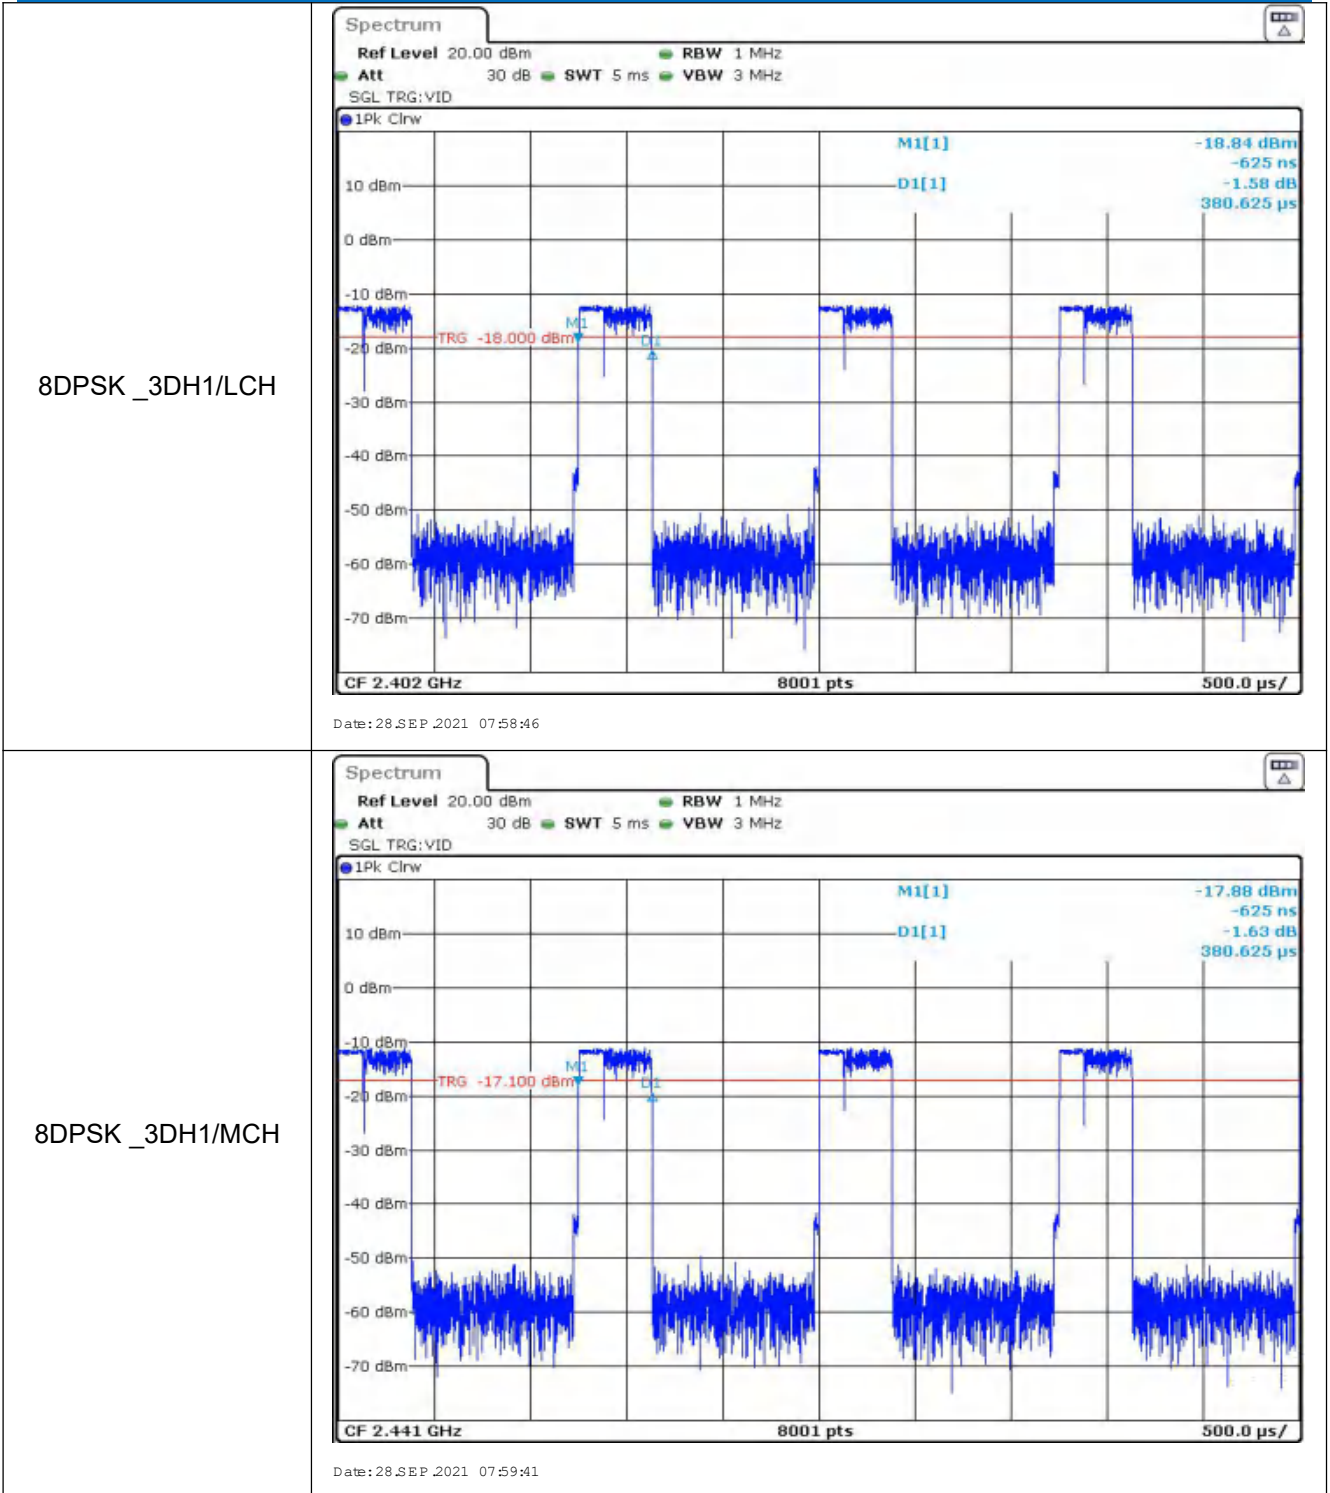 8DPSK _3DH1/LCH
Spectrum
Ref Level 20.00 dBm RBW 1 MHz
Att 30 dB SWT 5 ms VBW 3 MHz
SGL TRG:VID
1Pk Clrw
M1[1] -18.84 dBm
-625 ns
10 dBm D1[1] -1.58 dB
380.625 µs
0 dBm
-10 dBm
M1
TRG -18.000 dBm D1
-20 dBm
-30 dBm
-40 dBm
-50 dBm
-60 dBm
-70 dBm
CF 2.402 GHz 8001 pts 500.0 µs/
Date:28.SEP.2021 07:58:46
8DPSK _3DH1/MCH
Spectrum
Ref Level 20.00 dBm RBW 1 MHz
Att 30 dB SWT 5 ms VBW 3 MHz
SGL TRG:VID
1Pk Clrw
M1[1] -17.88 dBm
-625 ns
10 dBm D1[1] -1.63 dB
380.625 µs
0 dBm
-10 dBm
M1
TRG -17.100 dBm D1
-20 dBm
-30 dBm
-40 dBm
-50 dBm
-60 dBm
-70 dBm
CF 2.441 GHz 8001 pts 500.0 µs/
Date:28.SEP.2021 07:59:41